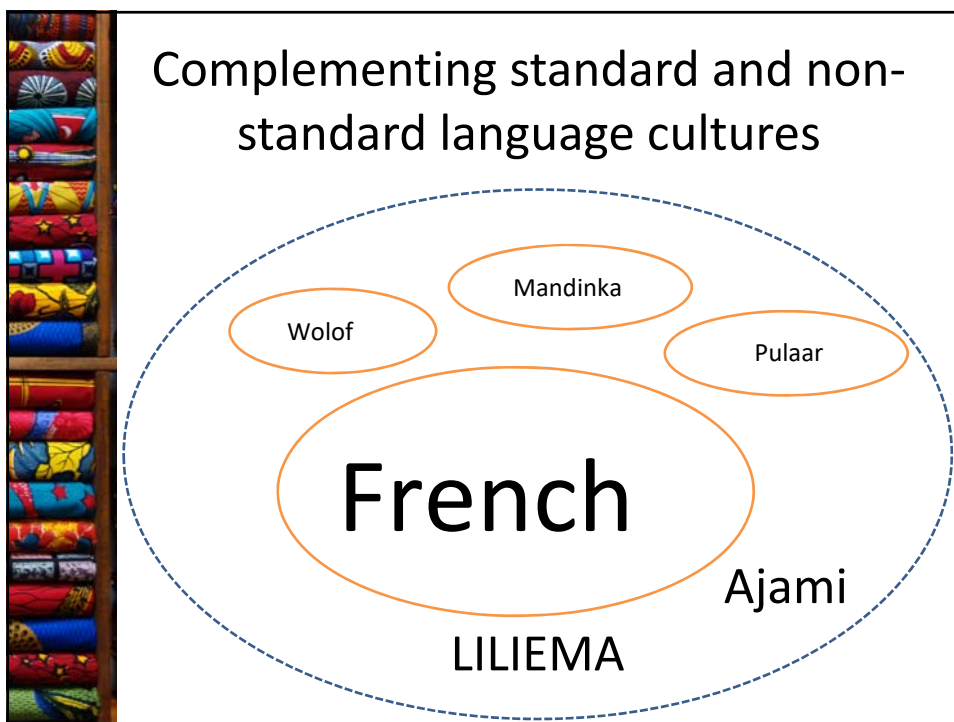 Complementing standard and non-
standard language cultures
Mandinka
Wolof
Pulaar
French
Ajami
LILIEMA